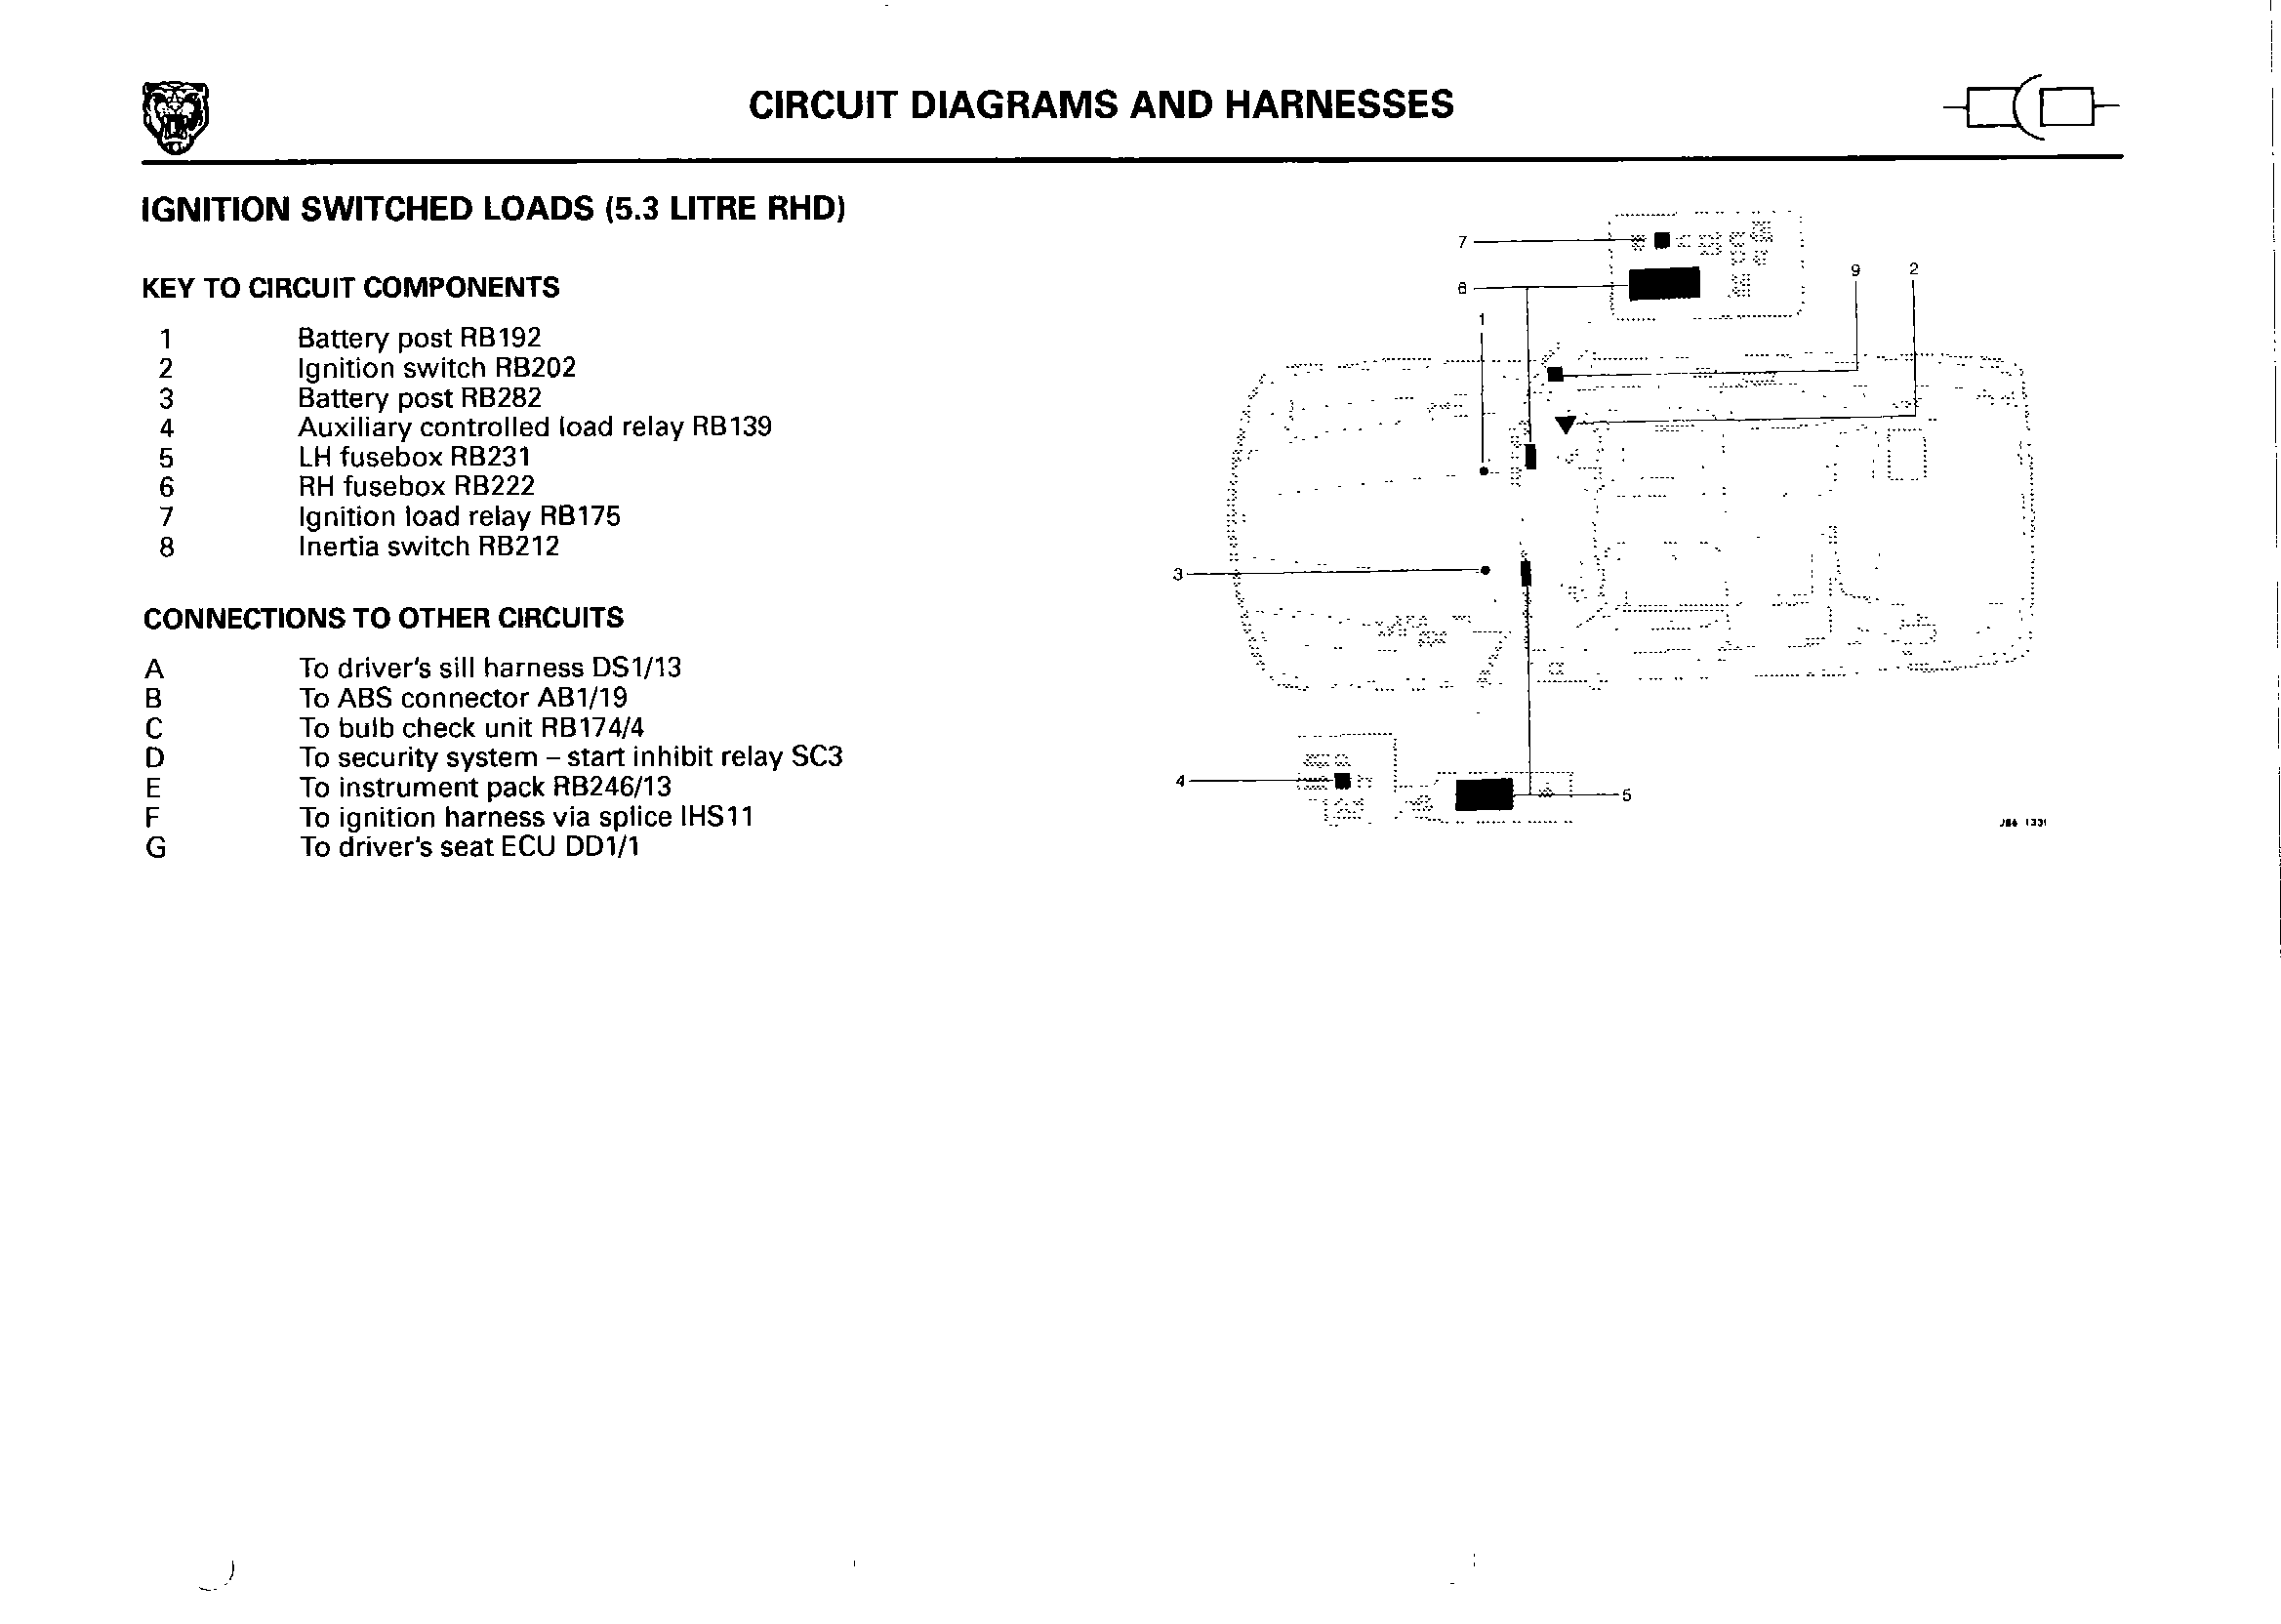 CIRCUIT DIAGRAMS AND HARNESSES
IGNITION SWITCHED LOADS (5.3 LITRE RHD)
KEY TO CIRCUIT COMPONENTS
1 Battery post RB192
2 Ignition switch RB202
3 Battery post RB282
4 Auxiliary controlled load relay RB139
5 LH fusebox RB231
6 RH fusebox RB222
7 Ignition load relay RB175
8 Inertia switch RB212
CONNECTIONS TO OTHER CIRCUITS
A To driver's sill harness DS1/13
B To ABS connector AB1/19
C To bulb check unit RB174/4
D To security system – start inhibit relay SC3
E To instrument pack RB246/13
F To ignition harness via splice IHS11
G To driver's seat ECU DD1/1
7
9 2
6
1
3
4
5
J86 1331